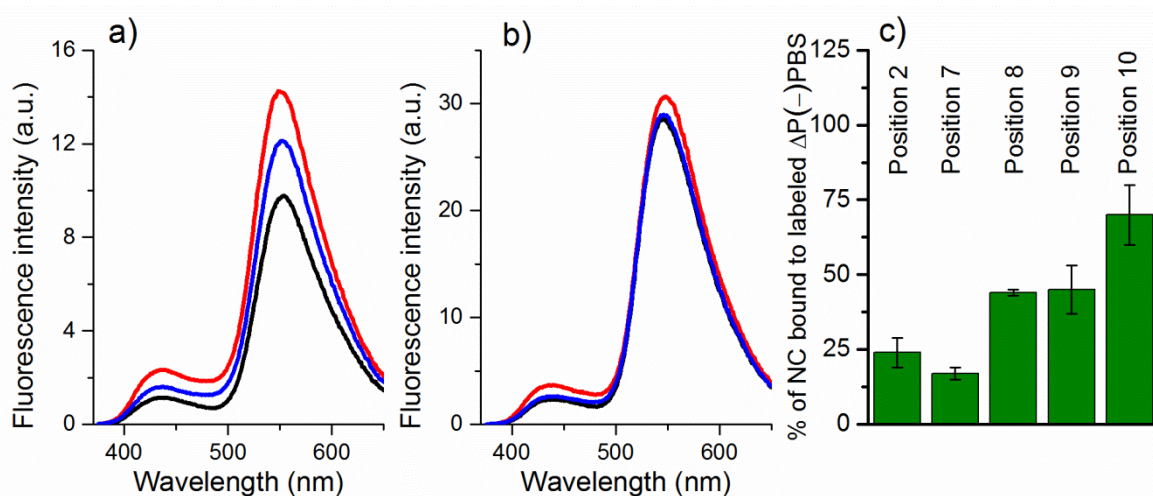 a)
16
12
8
4
0
Fluorescence intensity (a.u.)
400 500 600
Wavelength (nm)
b)
30
20
10
0
Fluorescence intensity (a.u.)
400 500 600
Wavelength (nm)
c)
125
100
75
50
25
0
% of NC bound to labeled ΔP(−)PBS
Position 2
Position 7
Position 8
Position 9
Position 10